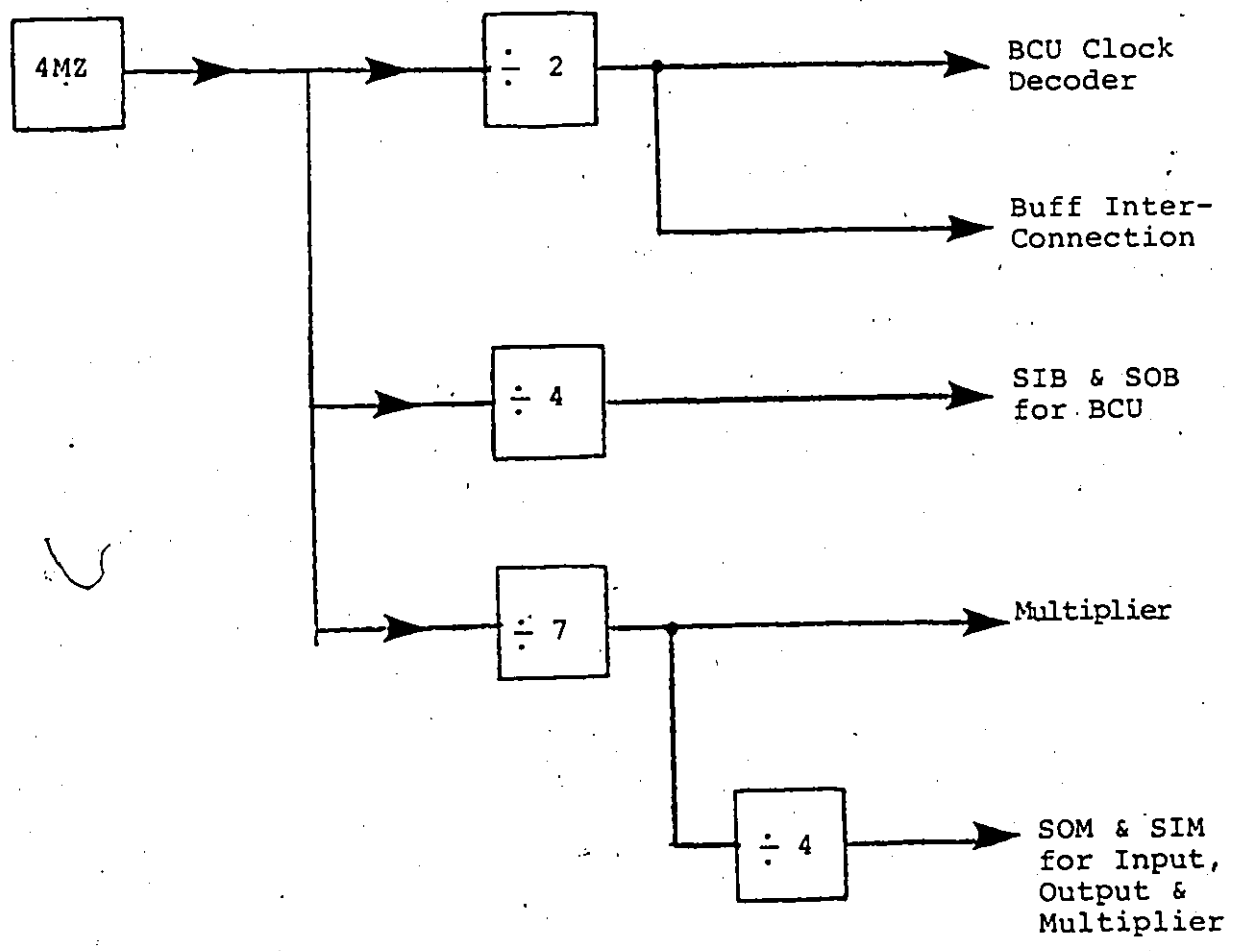 4MZ
÷ 2
BCU Clock
Decoder
Buff Inter-
Connection
÷ 4
SIB & SOB
for BCU
÷ 7
Multiplier
÷ 4
SOM & SIM
for Input,
Output &
Multiplier